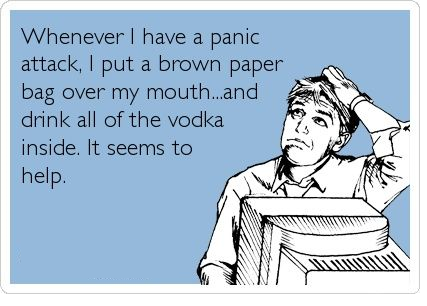 Whenever I have a panic
attack, I put a brown paper
bag over my mouth...and
drink all of the vodka
inside. It seems to
help.